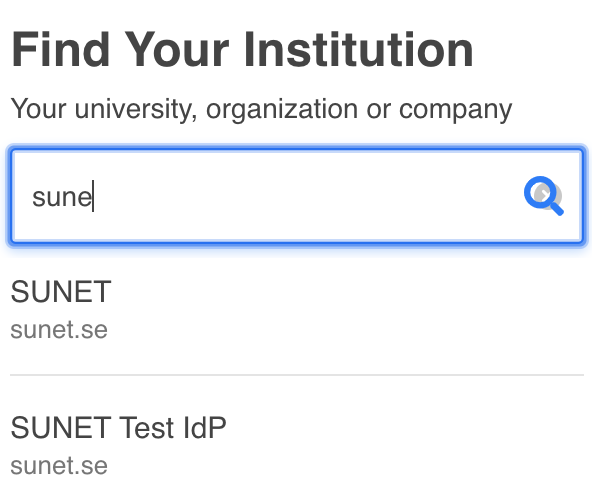 Find Your Institution
Your university, organization or company
sune
SUNET
sunet.se
SUNET Test IdP
sunet.se